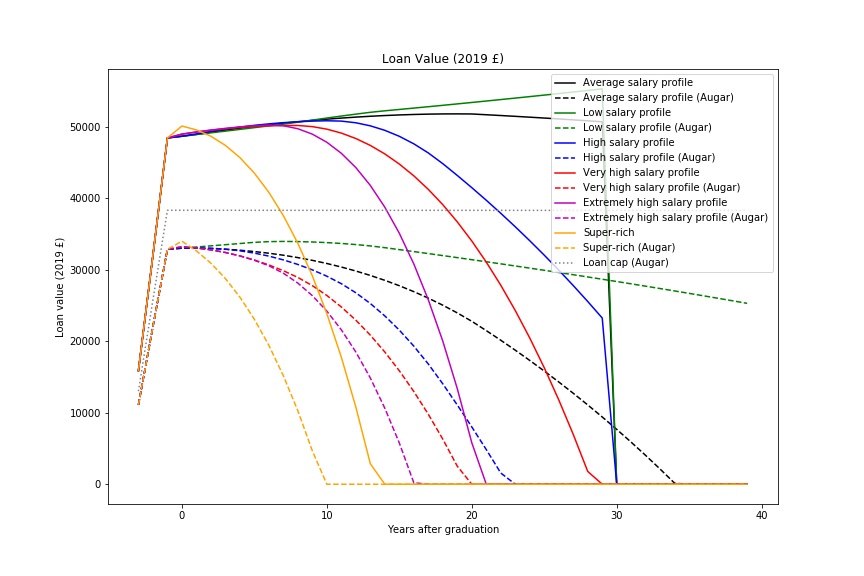 Loan Value (2019 £)
Average salary profile
Average salary profile (Augar)
Low salary profile
Low salary profile (Augar)
High salary profile
High salary profile (Augar)
Very high salary profile
Very high salary profile (Augar)
Extremely high salary profile
Extremely high salary profile (Augar)
Super-rich
Super-rich (Augar)
Loan cap (Augar)
Loan value (2019 £)
50000
40000
30000
20000
10000
0
0 10 20 30 40
Years after graduation